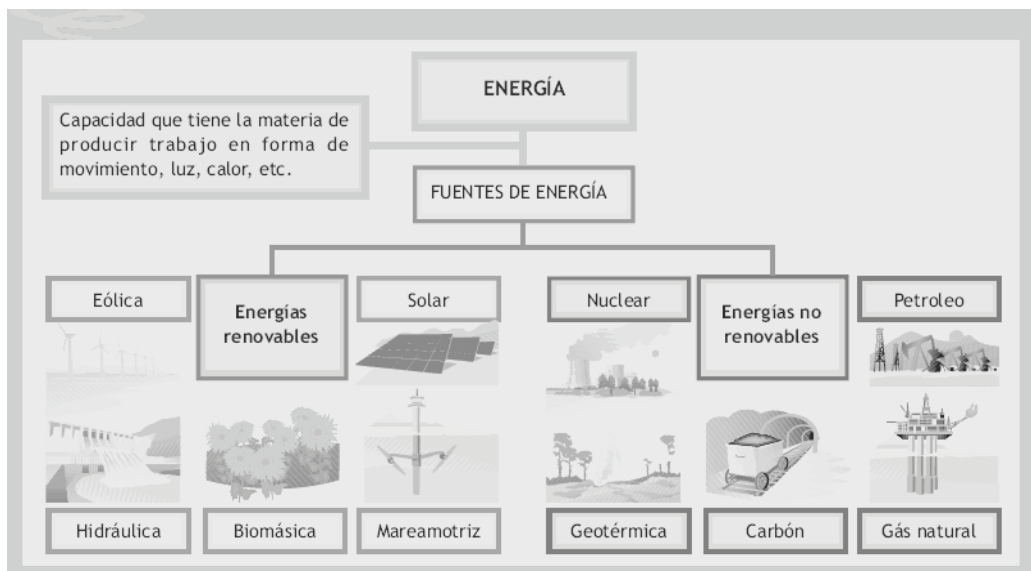 ENERGÍA
Capacidad que tiene la materia de
producir trabajo en forma de
movimiento, luz, calor, etc.
FUENTES DE ENERGÍA
Eólica
Energías
renovables
Solar
Nuclear
Energías no
renovables
Petroleo
Hidráulica
Biomásica
Mareamotriz
Geotérmica
Carbón
Gás natural